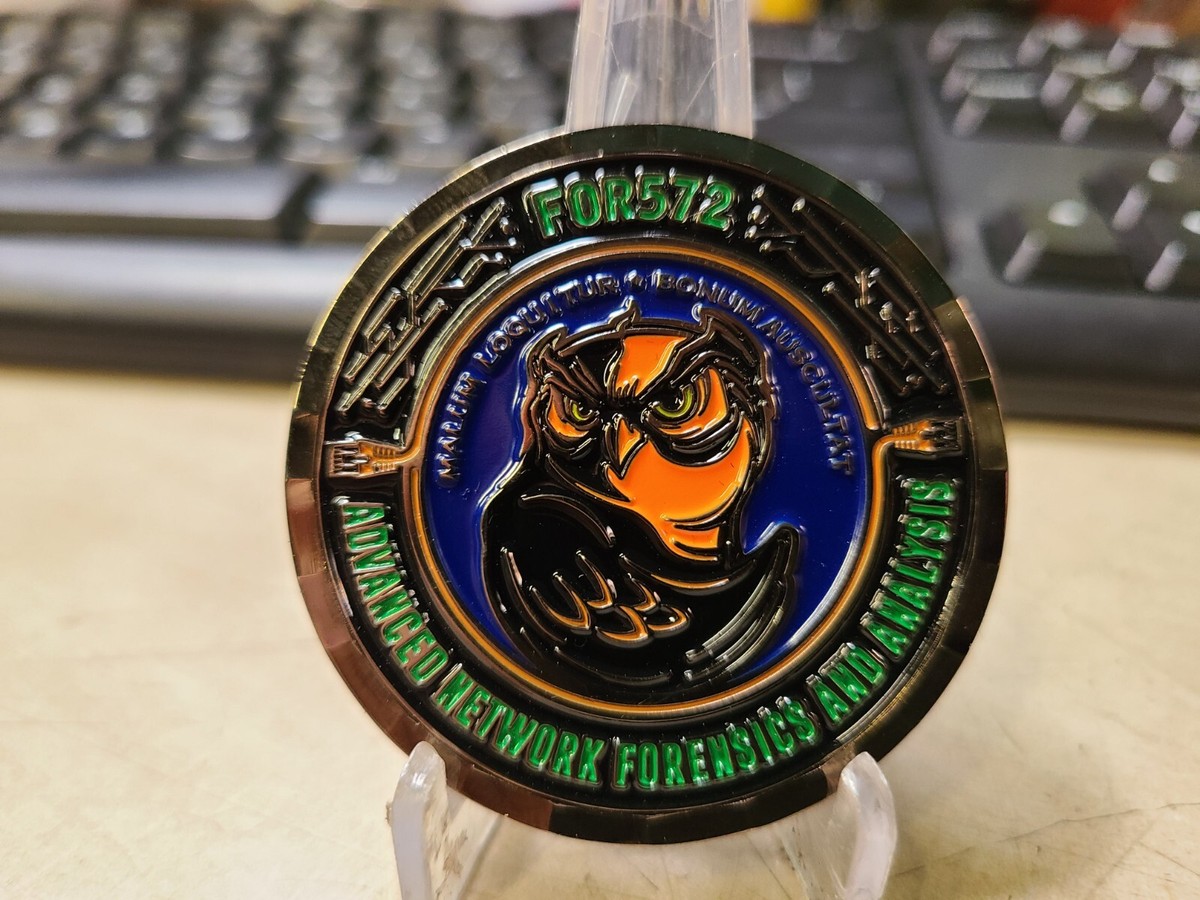 FOR572
MALUM LOQUITUR • BONUM AUSCULTAT
ADVANCED NETWORK FORENSICS AND ANALYSIS